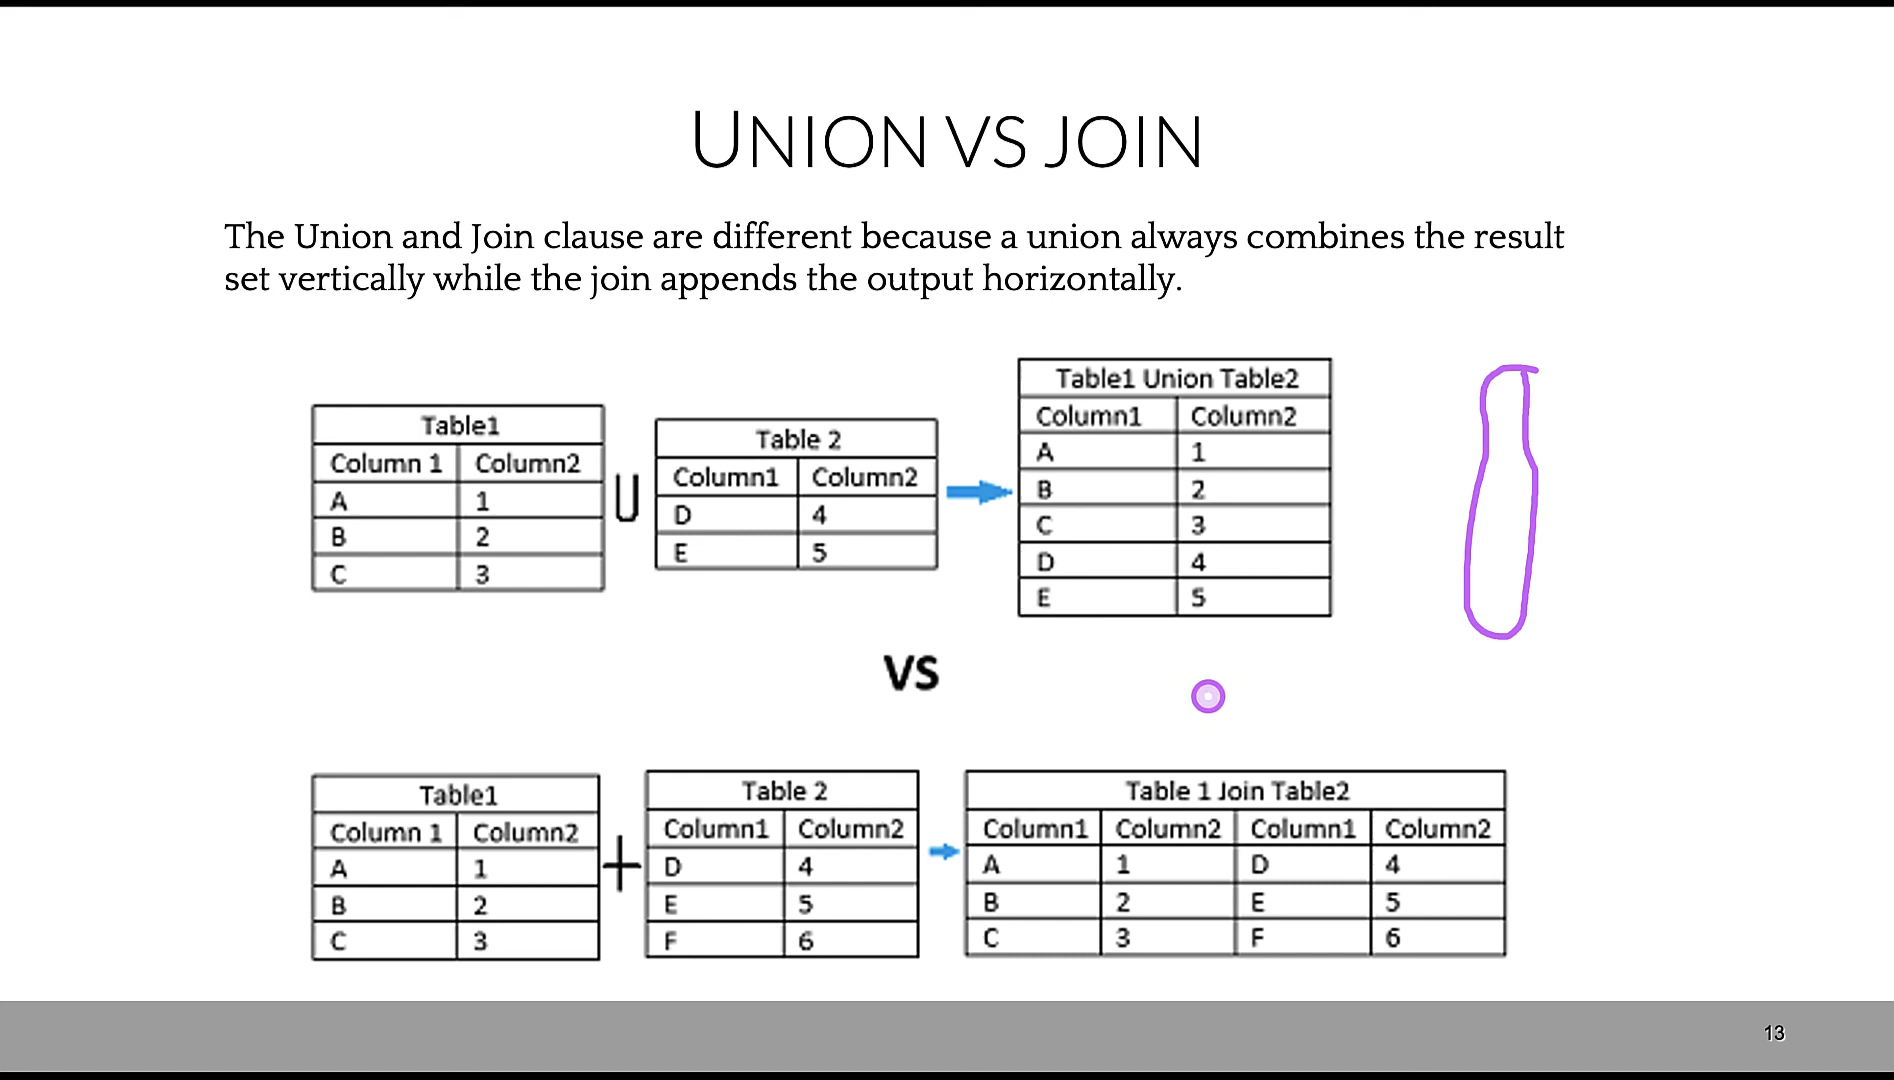 UNION VS JOIN
The Union and Join clause are different because a union always combines the result
set vertically while the join appends the output horizontally.
Table1
Column 1 Column2
A 1
B 2
C 3
U
Table 2
Column1 Column2
D 4
E 5
Table1 Union Table2
Column1 Column2
A 1
B 2
C 3
D 4
E 5
VS
Table1
Column 1 Column2
A 1
B 2
C 3
+
Table 2
Column1 Column2
D 4
E 5
F 6
Table 1 Join Table2
Column1 Column2 Column1 Column2
A 1 D 4
B 2 E 5
C 3 F 6
13